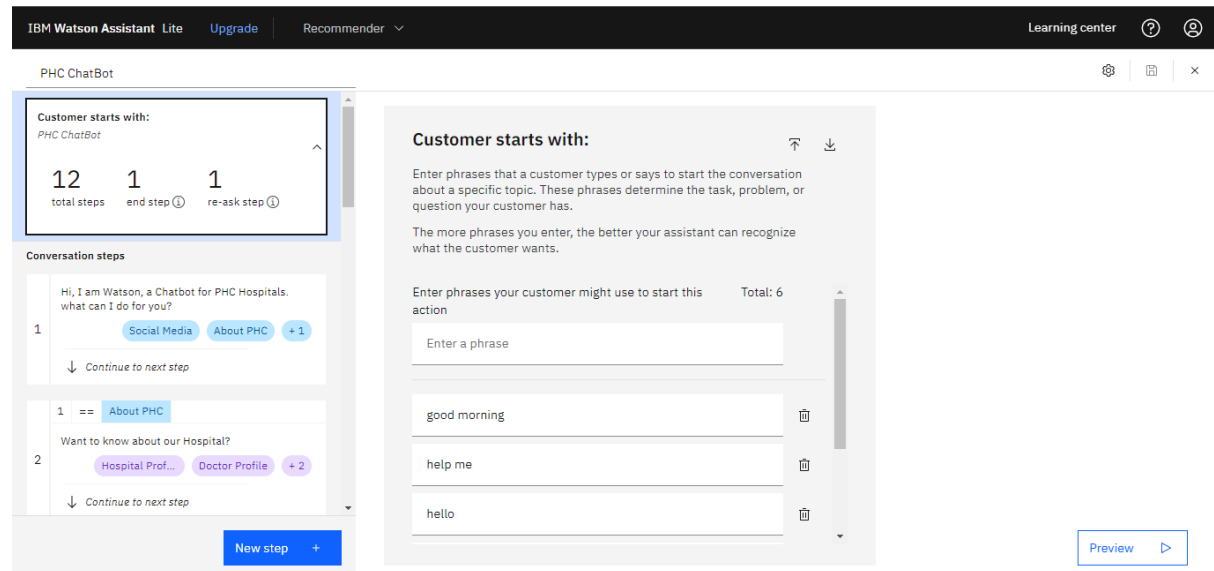 IBM Watson Assistant Lite Upgrade Recommender Learning center
PHC ChatBot
Customer starts with:
PHC ChatBot
12 1 1
total steps end step re-ask step
Conversation steps
Hi, I am Watson, a Chatbot for PHC Hospitals.
what can I do for you?
1
Social Media About PHC + 1
Continue to next step
1 == About PHC
Want to know about our Hospital?
2
Hospital Prof... Doctor Profile + 2
Continue to next step
New step +
Customer starts with:
Enter phrases that a customer types or says to start the conversation
about a specific topic. These phrases determine the task, problem, or
question your customer has.
The more phrases you enter, the better your assistant can recognize
what the customer wants.
Enter phrases your customer might use to start this
action
Total: 6
Enter a phrase
good morning
help me
hello
Preview